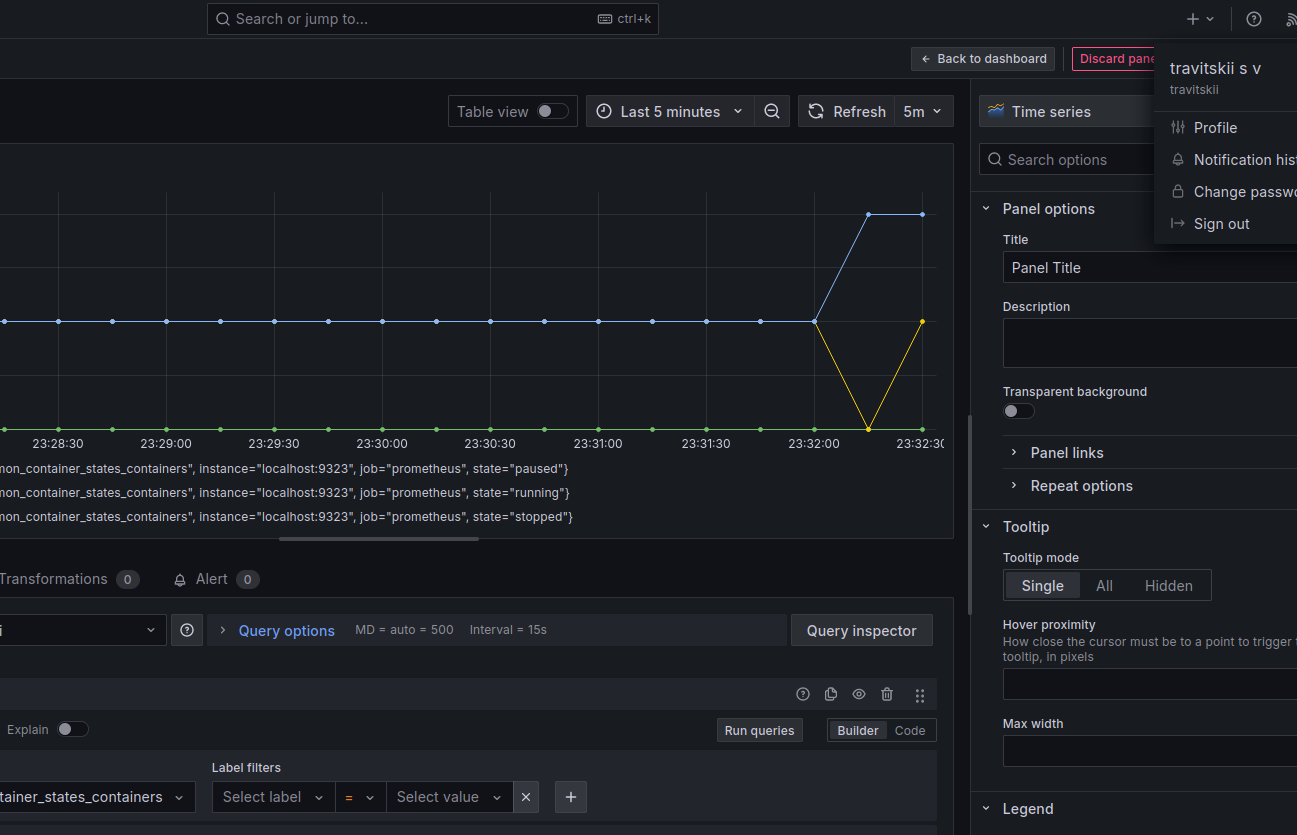 Search or jump to...
ctrl+k
Back to dashboard
Discard pane
travitskii s v
travitskii
Profile
Notification hist
Change passwo
Sign out
Table view
Last 5 minutes
Refresh
5m
Time series
Search options
Panel options
Title
Panel Title
Description
Transparent background
Panel links
Repeat options
23:28:30
23:29:00
23:29:30
23:30:00
23:30:30
23:31:00
23:31:30
23:32:00
23:32:30
mon_container_states_containers", instance="localhost:9323", job="prometheus", state="paused"}
mon_container_states_containers", instance="localhost:9323", job="prometheus", state="running"}
mon_container_states_containers", instance="localhost:9323", job="prometheus", state="stopped"}
Tooltip
Tooltip mode
Single
All
Hidden
Hover proximity
How close the cursor must be to a point to trigger
tooltip, in pixels
Max width
Legend
Transformations
0
Alert
0
i
Query options
MD = auto = 500
Interval = 15s
Query inspector
Explain
Run queries
Builder
Code
Label filters
tainer_states_containers
Select label
=
Select value